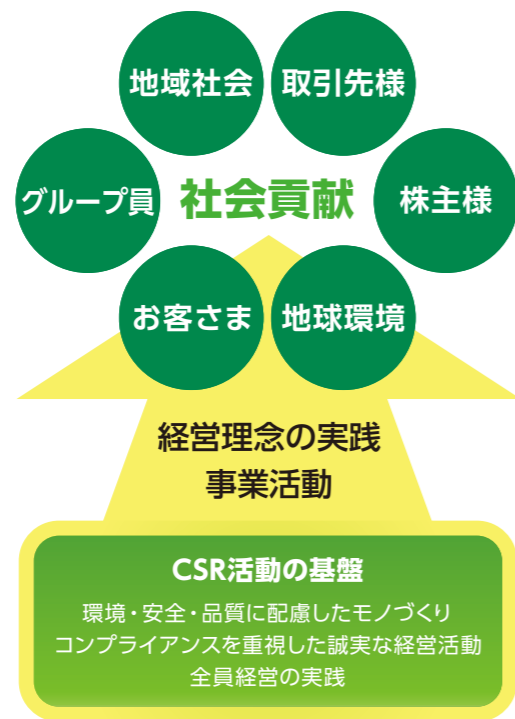 地域社会
取引先様
グループ員
社会貢献
株主様
お客さま
地球環境
経営理念の実践
事業活動
CSR活動の基盤
環境・安全・品質に配慮したモノづくり
コンプライアンスを重視した誠実な経営活動
全員経営の実践